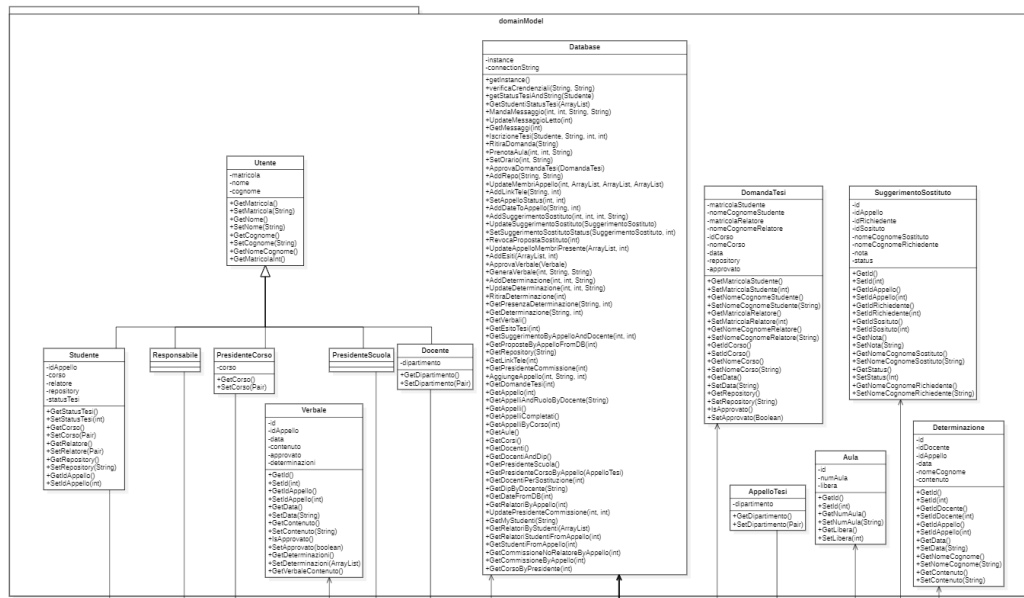 domainModel
Utente
-matricola
-nome
-cognome
+GetMatricola()
+SetMatricola(String)
+GetNome()
+SetNome(String)
+GetCognome()
+SetCognome(String)
+GetNomeCognome()
+GetMatricolaInt()
Studente
-idAppello
-corso
-relatore
-repository
-statusTesi
+GetStatusTesi()
+SetStatusTesi(int)
+GetCorso()
+SetCorso(Pair)
+GetRelatore()
+SetRelatore(Pair)
+GetRepository()
+SetRepository(String)
+GetIdAppello()
+SetIdAppello(int)
Responsabile
PresidenteCorso
-corso
+GetCorso()
+SetCorso(Pair)
PresidenteScuola
Docente
-dipartimento
+GetDipartimento()
+SetDipartimento(Pair)
Verbale
-id
-idAppello
-data
-contenuto
-approvato
-determinazioni
+GetId()
+SetId(int)
+GetIdAppello()
+SetIdAppello(int)
+GetData()
+SetData(String)
+GetContenuto()
+SetContenuto(String)
+IsApprovato()
+SetApprovato(boolean)
+GetDeterminazioni()
+SetDeterminazioni(ArrayList)
+GetVerbaleContenuto()
Database
-instance
-connectionString
+getInstance()
+verificaCrendenziali(String, String)
+getStatusTesiAndString(Studente)
+GetStudentiStatusTesi(ArrayList)
+MandaMessaggio(int, int, String, String)
+UpdateMessaggioLetto(int)
+GetMessaggi(int)
+IscrizioneTesi(Studente, String, int, int)
+RitiraDomanda(String)
+PrenotaAula(int, int, String)
+SetOrario(int, String)
+ApprovaDomandaTesi(DomandaTesi)
+AddRepo(String, String)
+UpdateMembriAppello(int, ArrayList, ArrayList, ArrayList)
+AddLinkTele(String, int)
+SetAppelloStatus(int, int)
+AddDateToAppello(String, int)
+AddSuggerimentoSostituto(int, int, int, String)
+UpdateSuggerimentoSostituto(SuggerimentoSostituto)
+SetSuggerimentoSostitutoStatus(SuggerimentoSostituto, int)
+RevocaPropostaSostituto(int)
+UpdateAppelloMembriPresente(ArrayList, int)
+AddEsiti(ArrayList, int)
+ApprovaVerbale(Verbale)
+GeneraVerbale(int, String, String)
+AddDeterminazione(int, int, String)
+UpdateDeterminazione(int, int, String)
+RitiraDeterminazione(int)
+GetPresenzaDeterminazione(String, int)
+GetDeterminazione(String, int)
+GetVerbali()
+GetEsitoTesi(int)
+GetSuggerimentoByAppelloAndDocente(int, int)
+GetProposteByAppelloFromDB(int)
+GetRepository(String)
+GetLinkTele(int)
+GetPresidenteCommissione(int)
+AggiungeAppello(int, String, int)
+GetDomandeTesi(int)
+GetAppello(int)
+GetAppelliAndRuoloByDocente(String)
+GetAppelli()
+GetAppelliCompletati()
+GetAppelliByCorso(int)
+GetAule()
+GetCorsi()
+GetDocenti()
+GetDocentiAndDip()
+GetPresidenteScuola()
+GetPresidenteCorsoByAppello(AppelloTesi)
+GetDocentiPerSostituzione(int)
+GetDipByDocente(String)
+GetDateFromDB(int)
+GetRelatoriByAppello(int)
+UpdatePresidenteCommissione(int, int)
+GetMyStudenti(String)
+GetRelatoriByStudenti(ArrayList)
+GetRelatoriStudentiFromAppello(int)
+GetStudentiFromAppello(int)
+GetCommissioneNoRelatoreByAppello(int)
+GetCommissioneByAppello(int)
+GetCorsoByPresidente(int)
DomandaTesi
-matricolaStudente
-nomeCognomeStudente
-matricolaRelatore
-nomeCognomeRelatore
-idCorso
-nomeCorso
-data
-repository
-approvato
+GetMatricolaStudente()
+SetMatricolaStudente(int)
+GetNomeCognomeStudente()
+SetNomeCognomeStudente(String)
+GetMatricolaRelatore()
+SetMatricolaRelatore(int)
+GetNomeCognomeRelatore()
+SetNomeCognomeRelatore(String)
+GetIdCorso()
+SetIdCorso()
+GetNomeCorso()
+SetNomeCorso(String)
+GetData()
+SetData(String)
+GetRepository()
+SetRepository(String)
+IsApprovato()
+SetApprovato(Boolean)
SuggerimentoSostituto
-id
-idAppello
-idRichiedente
-idSosituto
-nomeCognomeSostituto
-nomeCognomeRichiedente
-nota
-status
+GetId()
+SetId(int)
+GetIdAppello()
+SetIdAppello(int)
+GetIdRichiedente()
+SetIdRichiedente(int)
+GetIdSosituto()
+SetIdSosituto(int)
+GetNota()
+SetNota(String)
+GetNomeCognomeSostituto()
+SetNomeCognomeSostituto(String)
+GetStatus()
+SetStatus(int)
+GetNomeCognomeRichiedente()
+SetNomeCognomeRichiedente(String)
AppelloTesi
-dipartimento
+GetDipartimento()
+SetDipartimento(Pair)
Aula
-id
-numAula
-libera
+GetId()
+SetId(int)
+GetNumAula()
+SetNumAula(String)
+GetLibera()
+SetLibera(int)
Determinazione
-id
-idDocente
-idAppello
-data
-nomeCognome
-contenuto
+GetId()
+SetId(int)
+GetIdDocente()
+SetIdDocente(int)
+GetIdAppello()
+SetIdAppello(int)
+GetData()
+SetData(String)
+GetNomeCognome()
+SetNomeCognome(String)
+GetContenuto()
+SetContenuto(String)